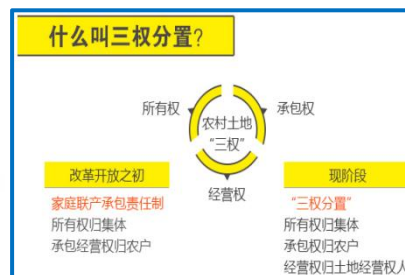 什么叫三权分置?
所有权
承包权
农村土地
“三权”
经营权
改革开放之初
家庭联产承包责任制
所有权归集体
承包经营权归农户
现阶段
“三权分置”
所有权归集体
承包权归农户
经营权归土地经营权人